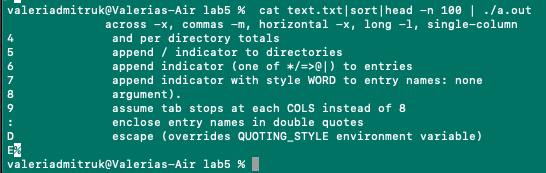 valeriadmitruk@Valerias-Air lab5 %  cat text.txt|sort|head -n 100 | ./a.out
across -x, commas -m, horizontal -x, long -l, single-column
4 and per directory totals
5 append / indicator to directories
6 append indicator (one of */=>@|) to entries
7 append indicator with style WORD to entry names: none
8 argument).
9 assume tab stops at each COLS instead of 8
: enclose entry names in double quotes
D escape (overrides QUOTING_STYLE environment variable)
E%
valeriadmitruk@Valerias-Air lab5 %